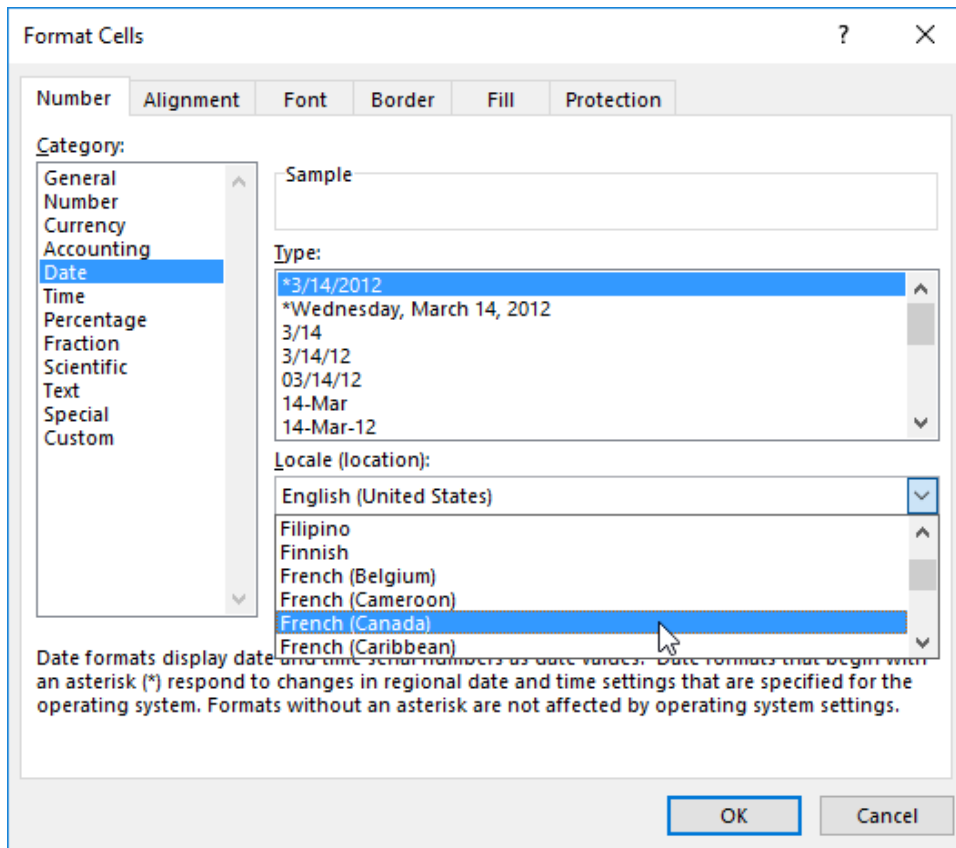 Format Cells
?
Number Alignment Font Border Fill Protection
Category:
General
Number
Currency
Accounting
Date
Time
Percentage
Fraction
Scientific
Text
Special
Custom
Sample
Type:
*3/14/2012
*Wednesday, March 14, 2012
3/14
3/14/12
03/14/12
14-Mar
14-Mar-12
Locale (location):
English (United States)
Filipino
Finnish
French (Belgium)
French (Cameroon)
French (Canada)
French (Caribbean)
Date formats display date and time serial numbers as date values. Date formats that begin with
an asterisk (*) respond to changes in regional date and time settings that are specified for the
operating system. Formats without an asterisk are not affected by operating system settings.
OK Cancel